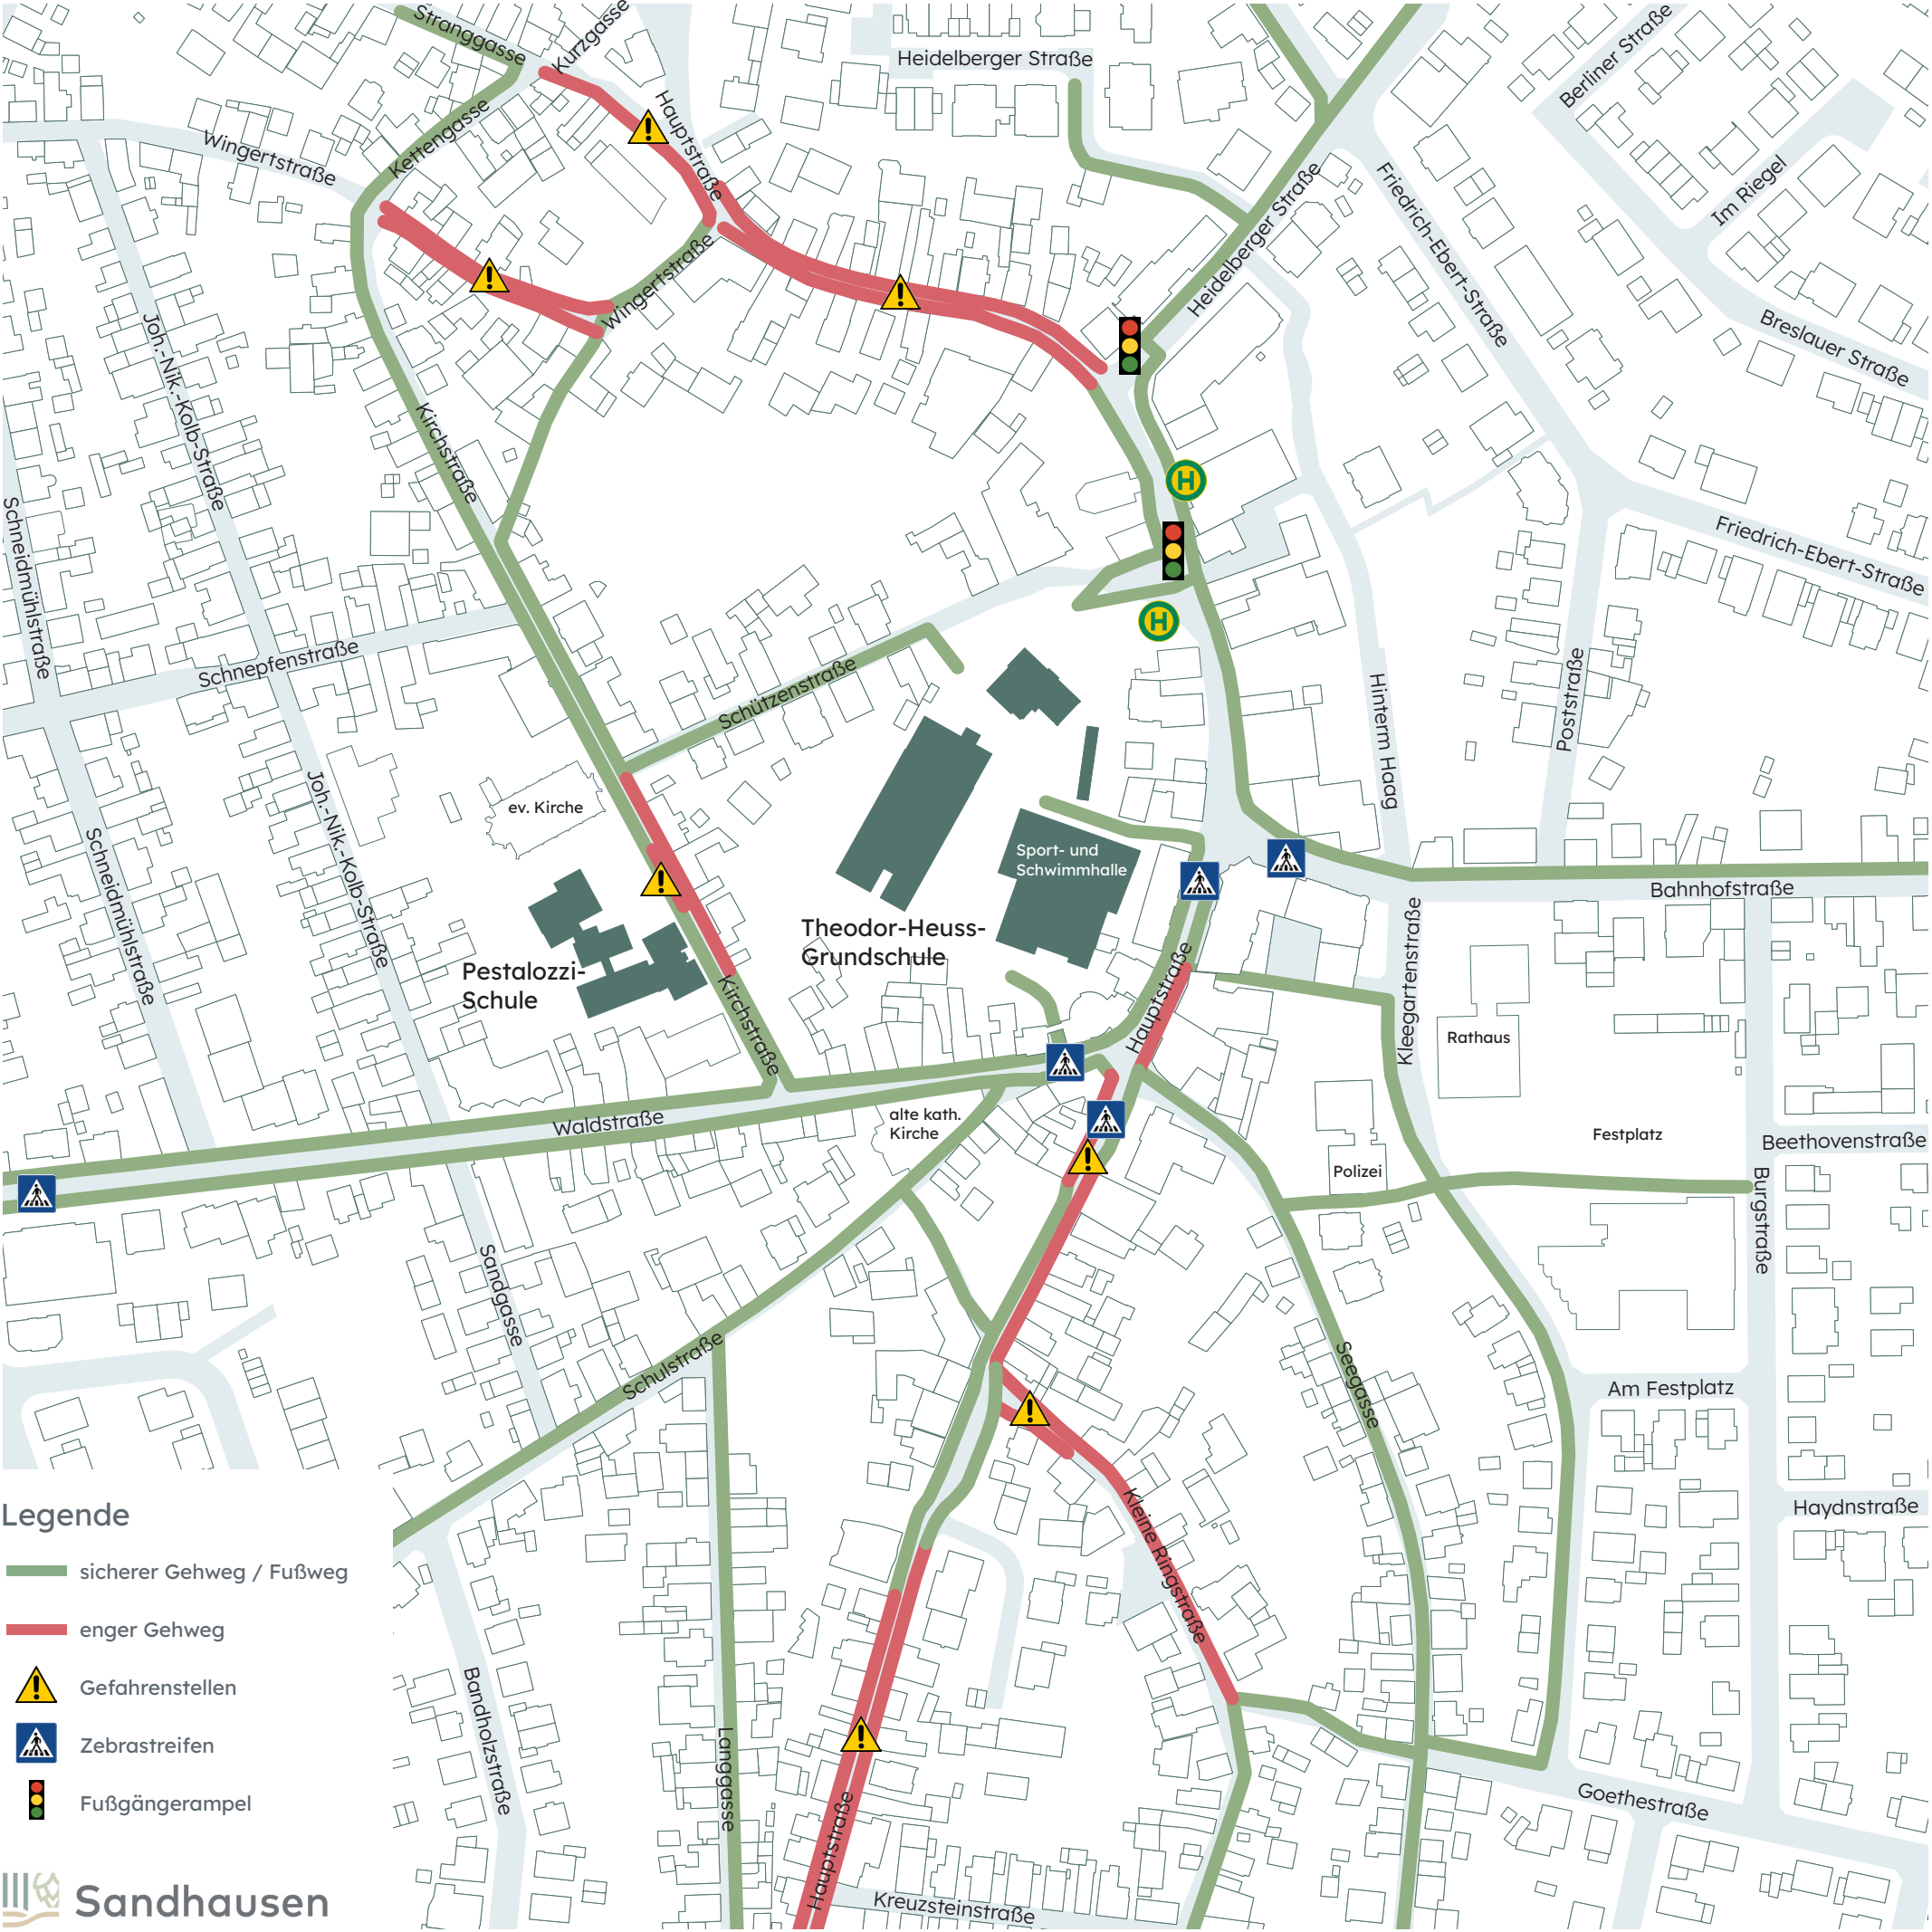 Stranggasse
Kurzgasse
Heidelberger Straße
Berliner Straße
Wingertstraße
Kettengasse
Hauptstraße
Heidelberger Straße
Friedrich-Ebert-Straße
Im Riegel
Wingertstraße
Breslauer Straße
Joh.-Nik.-Kolb-Straße
Kirchstraße
H
Schneidmühlstraße
Friedrich-Ebert-Straße
H
Schnepfenstraße
Schützenstraße
Hinterm Haag
Poststraße
ev. Kirche
Joh.-Nik.-Kolb-Straße
Schneidmühlstraße
Sport- und
Schwimmhalle
Bahnhofstraße
Theodor-Heuss-
Grundschule
Pestalozzi-
Schule
Kirchstraße
Hauptstraße
Kleegartenstraße
Rathaus
Waldstraße
alte kath.
Kirche
Festplatz
Beethovenstraße
Polizei
Burgstraße
Sandgasse
Schulstraße
Seegasse
Am Festplatz
Kleine Ringstraße
Haydnstraße
Bandholzstraße
Langgasse
Hauptstraße
Goethestraße
Kreuzsteinstraße
Legende
sicherer Gehweg / Fußweg
enger Gehweg
Gefahrenstellen
Zebrastreifen
Fußgängerampel
Sandhausen